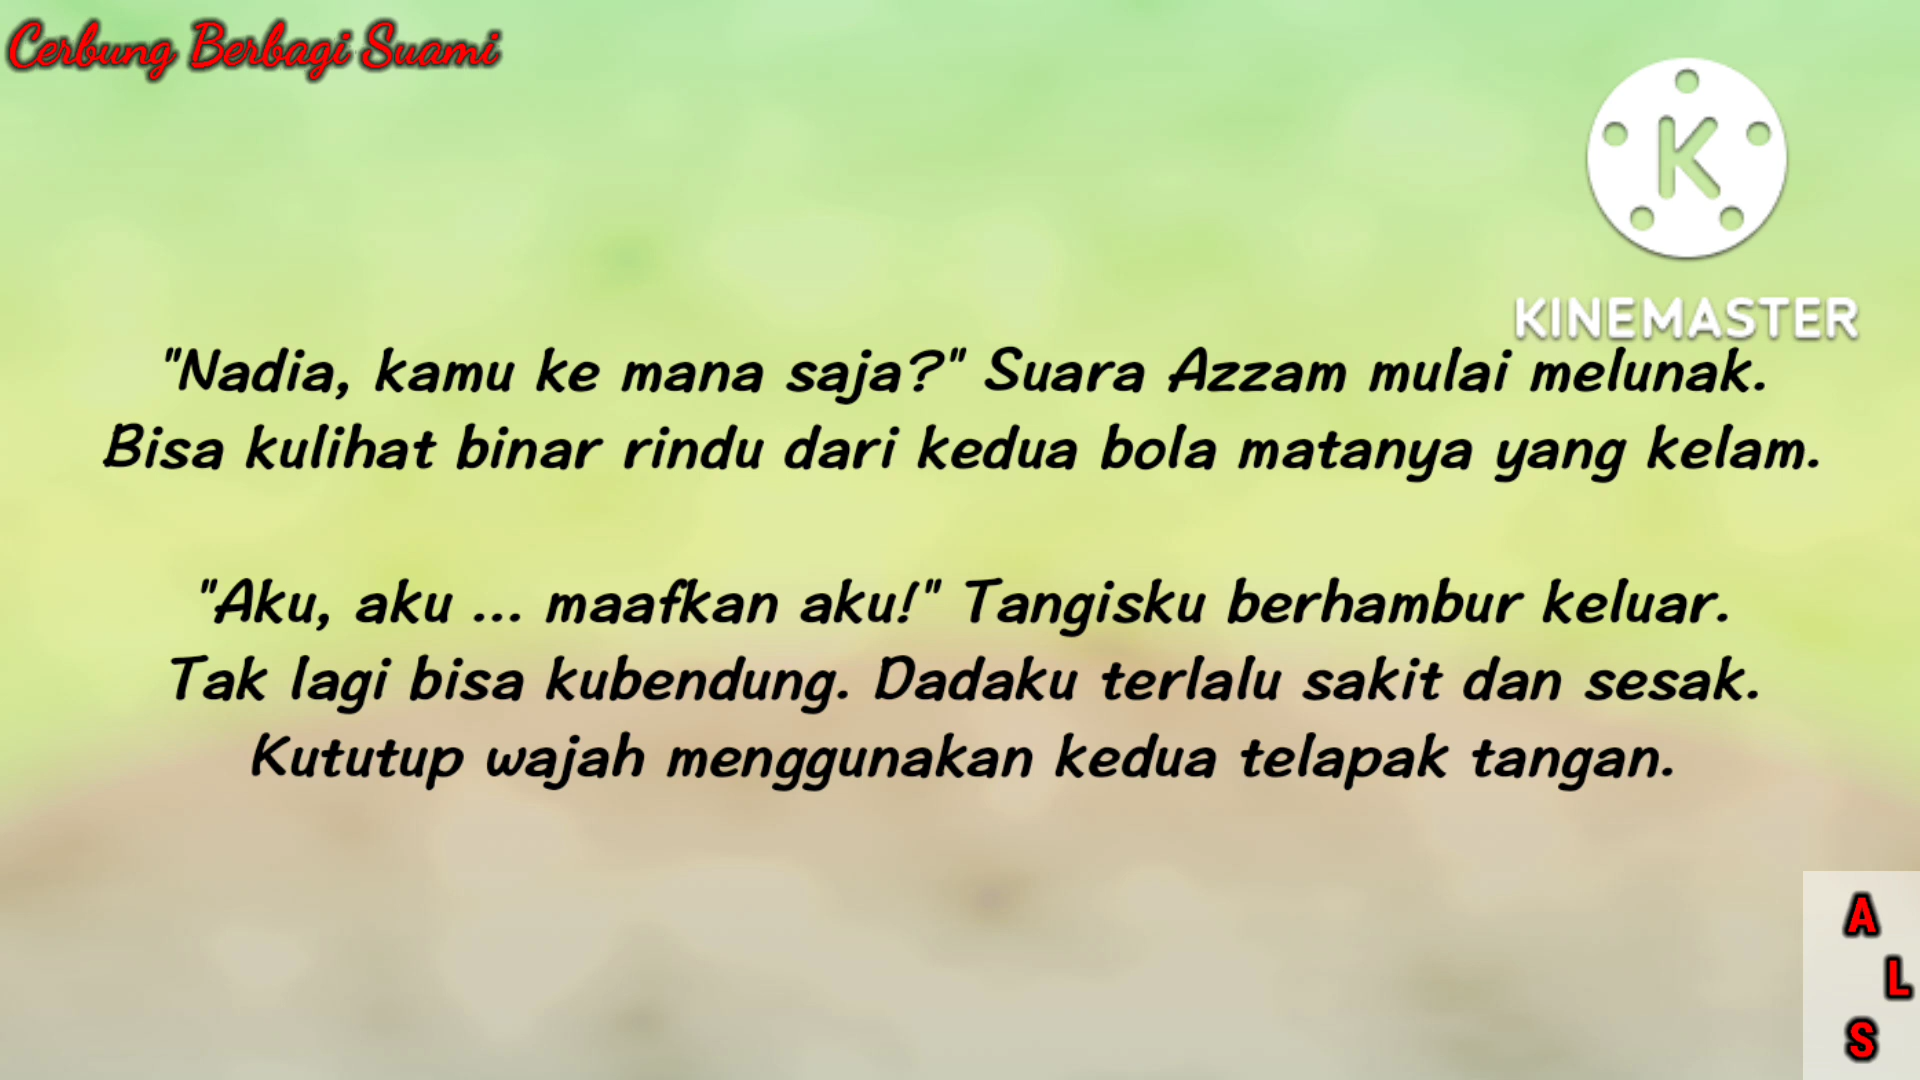 Cerbung Berbagi Suami
KINEMASTER
"Nadia, kamu ke mana saja?" Suara Azzam mulai melunak.
Bisa kulihat binar rindu dari kedua bola matanya yang kelam.
"Aku, aku ... maafkan aku!" Tangisku berhambur keluar.
Tak lagi bisa kubendung. Dadaku terlalu sakit dan sesak.
Kututup wajah menggunakan kedua telapak tangan.
A
L
S